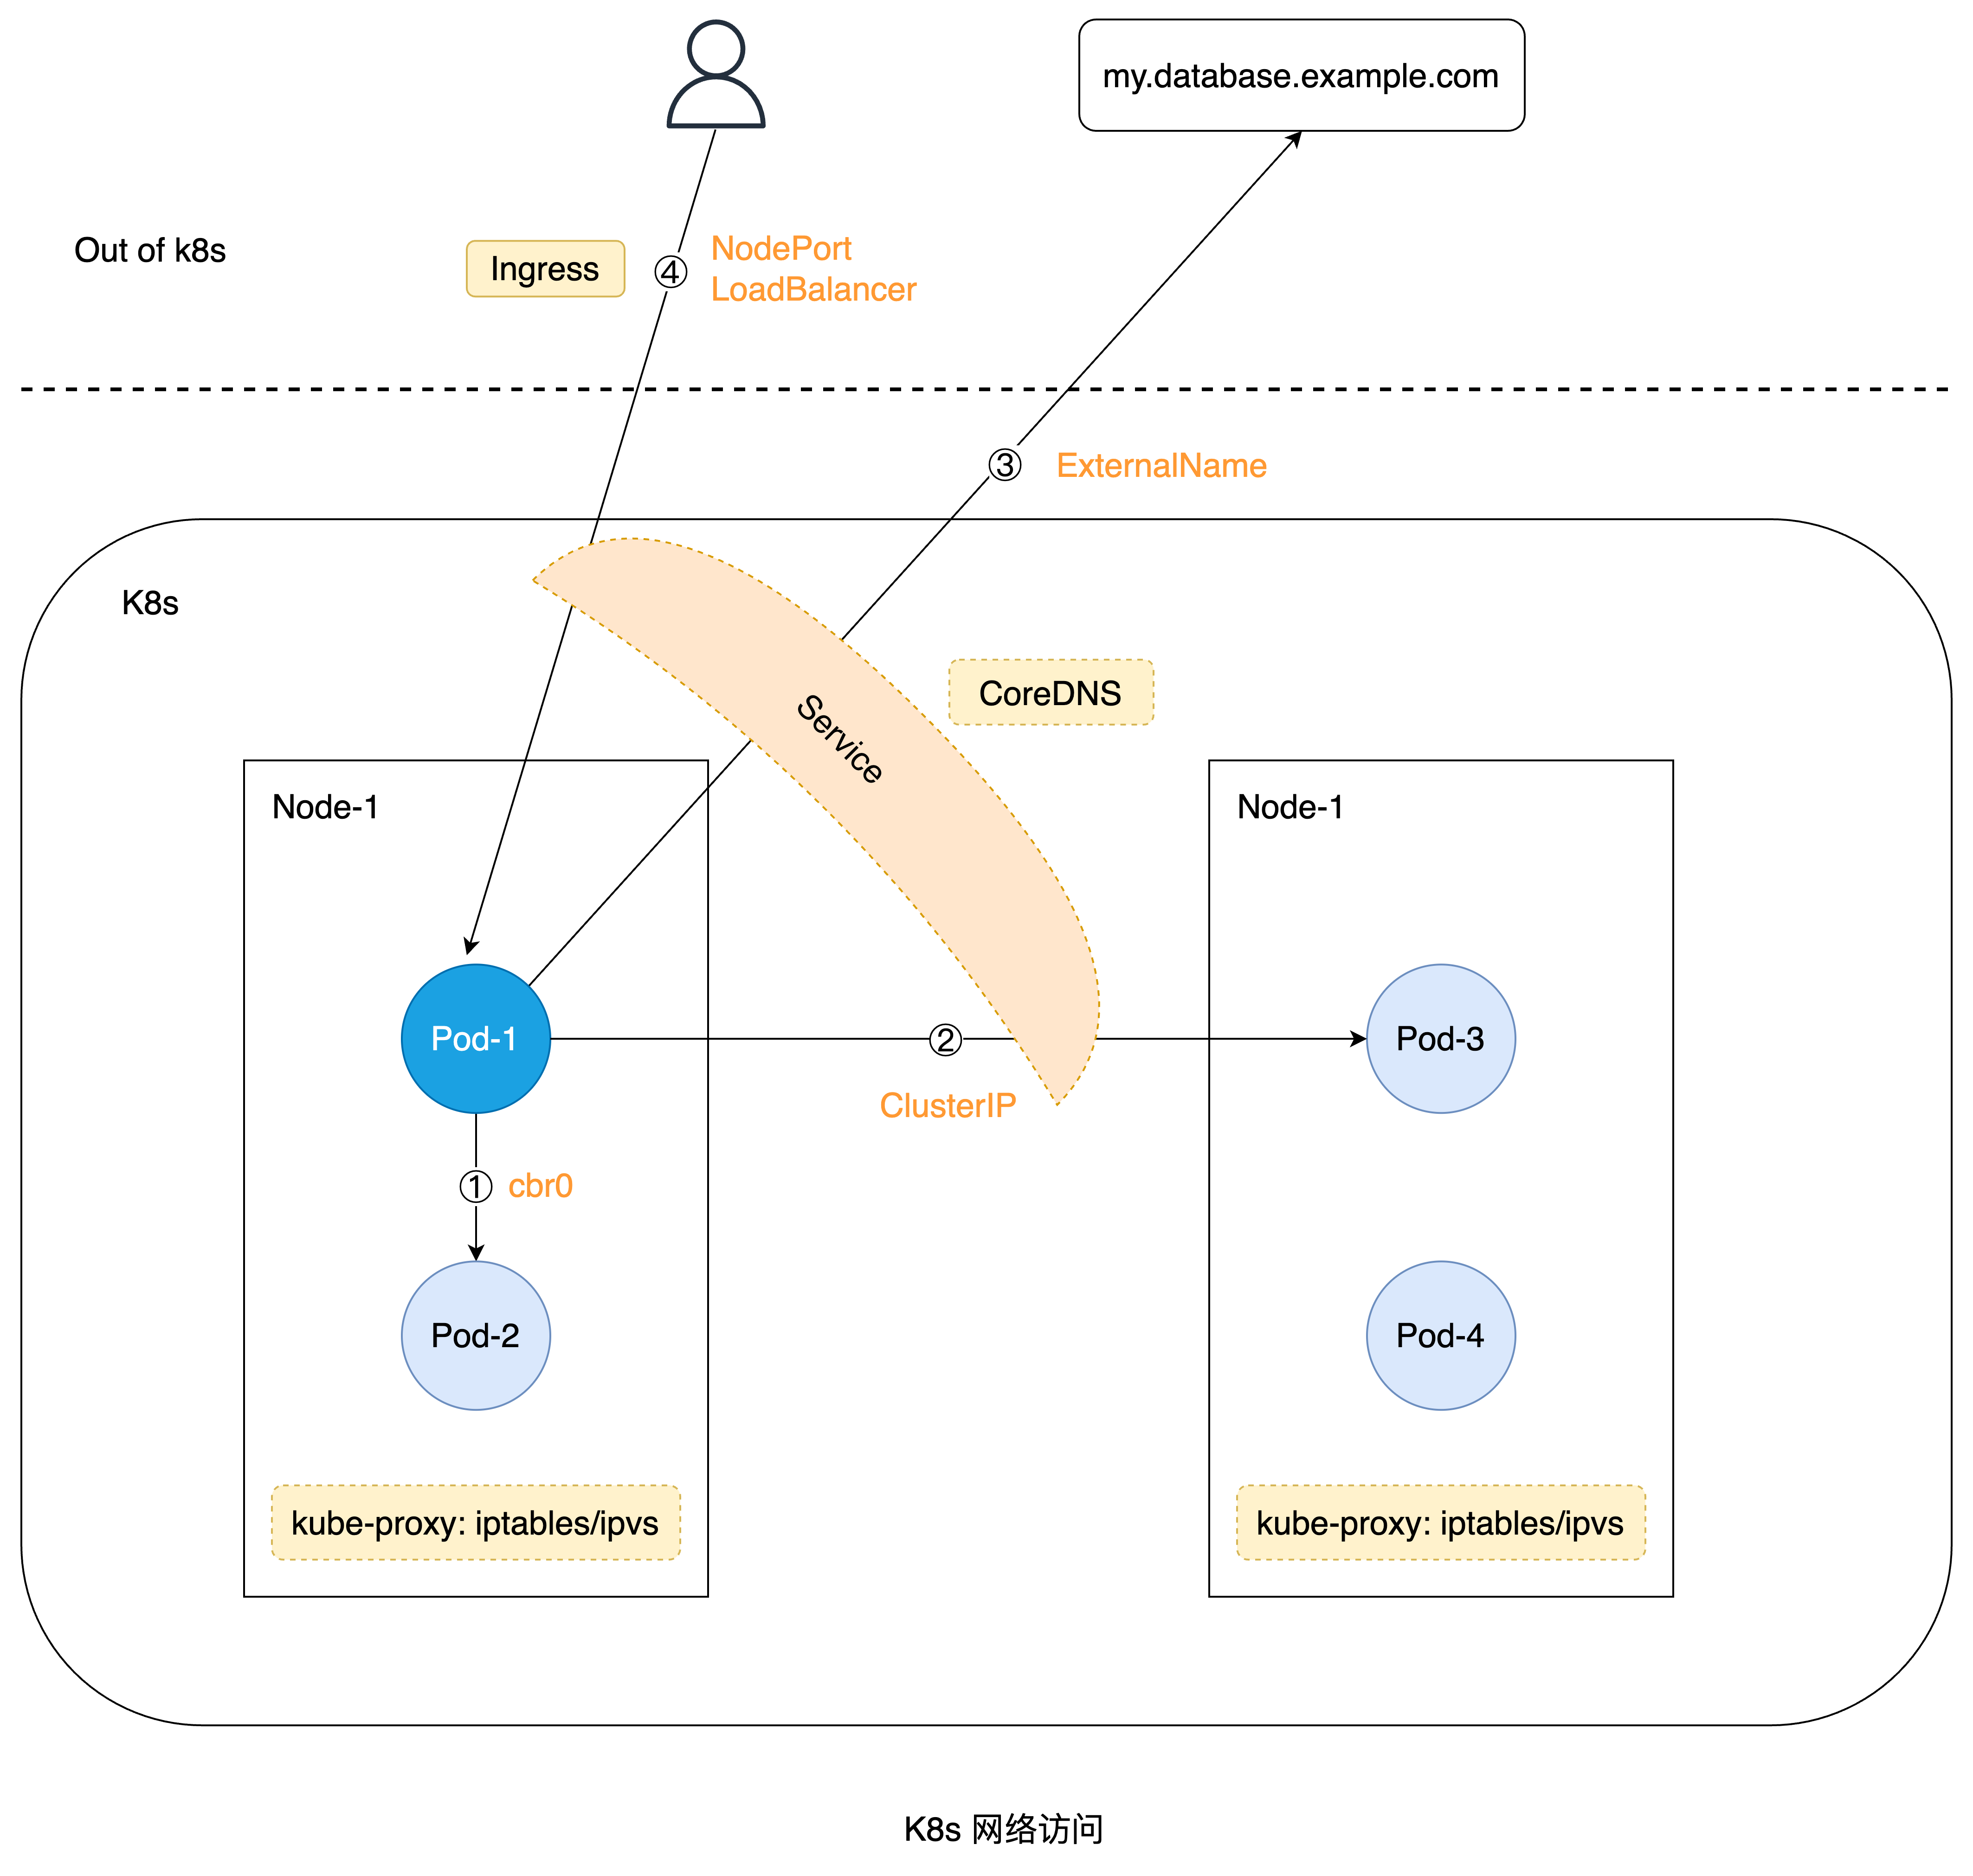 my.database.example.com
Out of k8s
Ingress
④
NodePort
LoadBalancer
③
ExternalName
K8s
CoreDNS
Service
Node-1
Node-1
Pod-1
②
Pod-3
ClusterIP
①
cbr0
Pod-2
Pod-4
kube-proxy: iptables/ipvs
kube-proxy: iptables/ipvs
K8s 网络访问